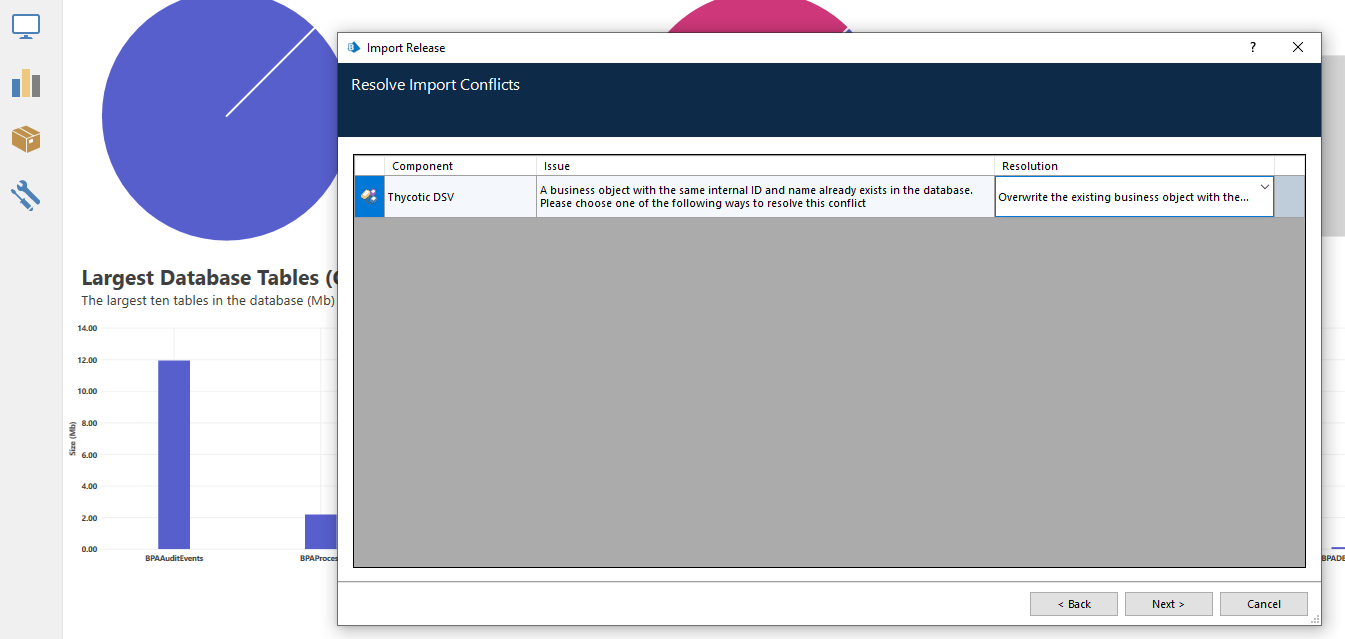 Import Release
?
Resolve Import Conflicts
Component
Issue
Resolution
Thycotic DSV
A business object with the same internal ID and name already exists in the database.
Please choose one of the following ways to resolve this conflict
Overwrite the existing business object with the...
< Back
Next >
Cancel
Largest Database Tables (
The largest ten tables in the database (Mb)
14.00
12.00
10.00
8.00
6.00
4.00
2.00
0.00
Size (Mb)
BPAAuditEvents
BPAProces
BPADE